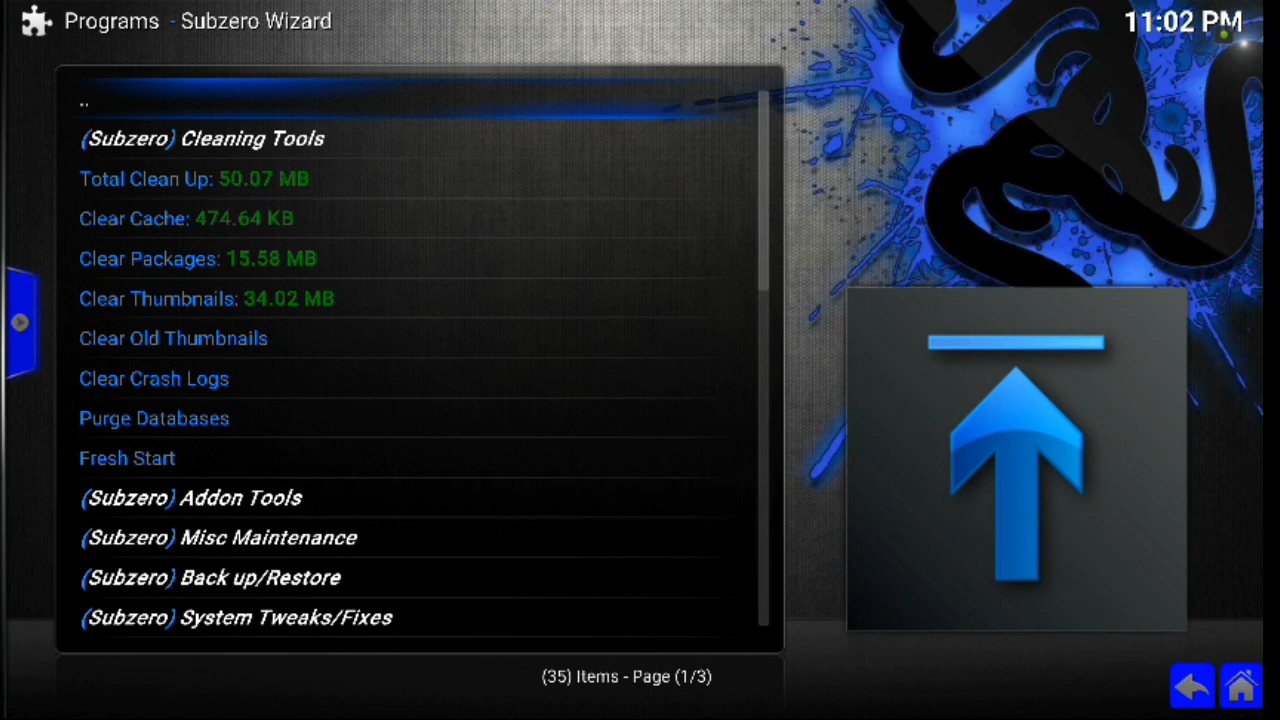 Programs - Subzero Wizard
11:02 PM
..
(Subzero) Cleaning Tools
Total Clean Up: 50.07 MB
Clear Cache: 474.64 KB
Clear Packages: 15.58 MB
Clear Thumbnails: 34.02 MB
Clear Old Thumbnails
Clear Crash Logs
Purge Databases
Fresh Start
(Subzero) Addon Tools
(Subzero) Misc Maintenance
(Subzero) Back up/Restore
(Subzero) System Tweaks/Fixes
(35) Items - Page (1/3)